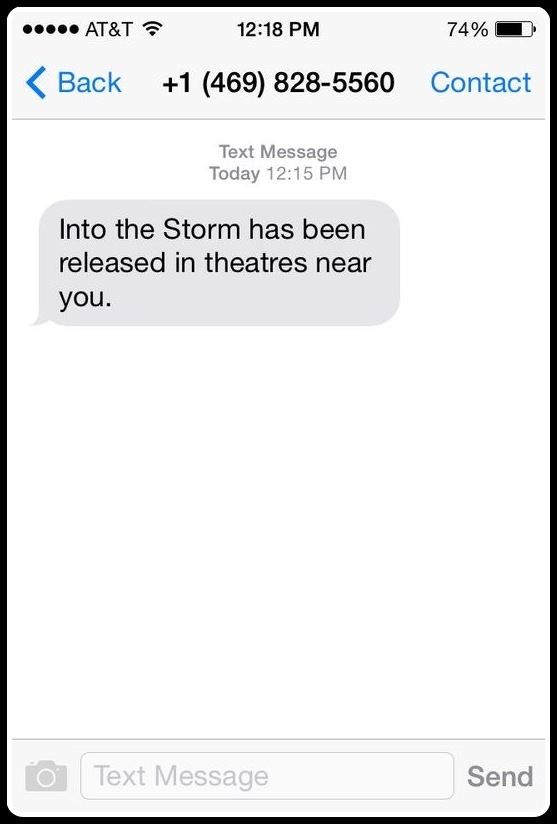 AT&T 12:18 PM 74%
Back +1 (469) 828-5560 Contact
Text Message
Today 12:15 PM
Into the Storm has been
released in theatres near
you.
Text Message Send